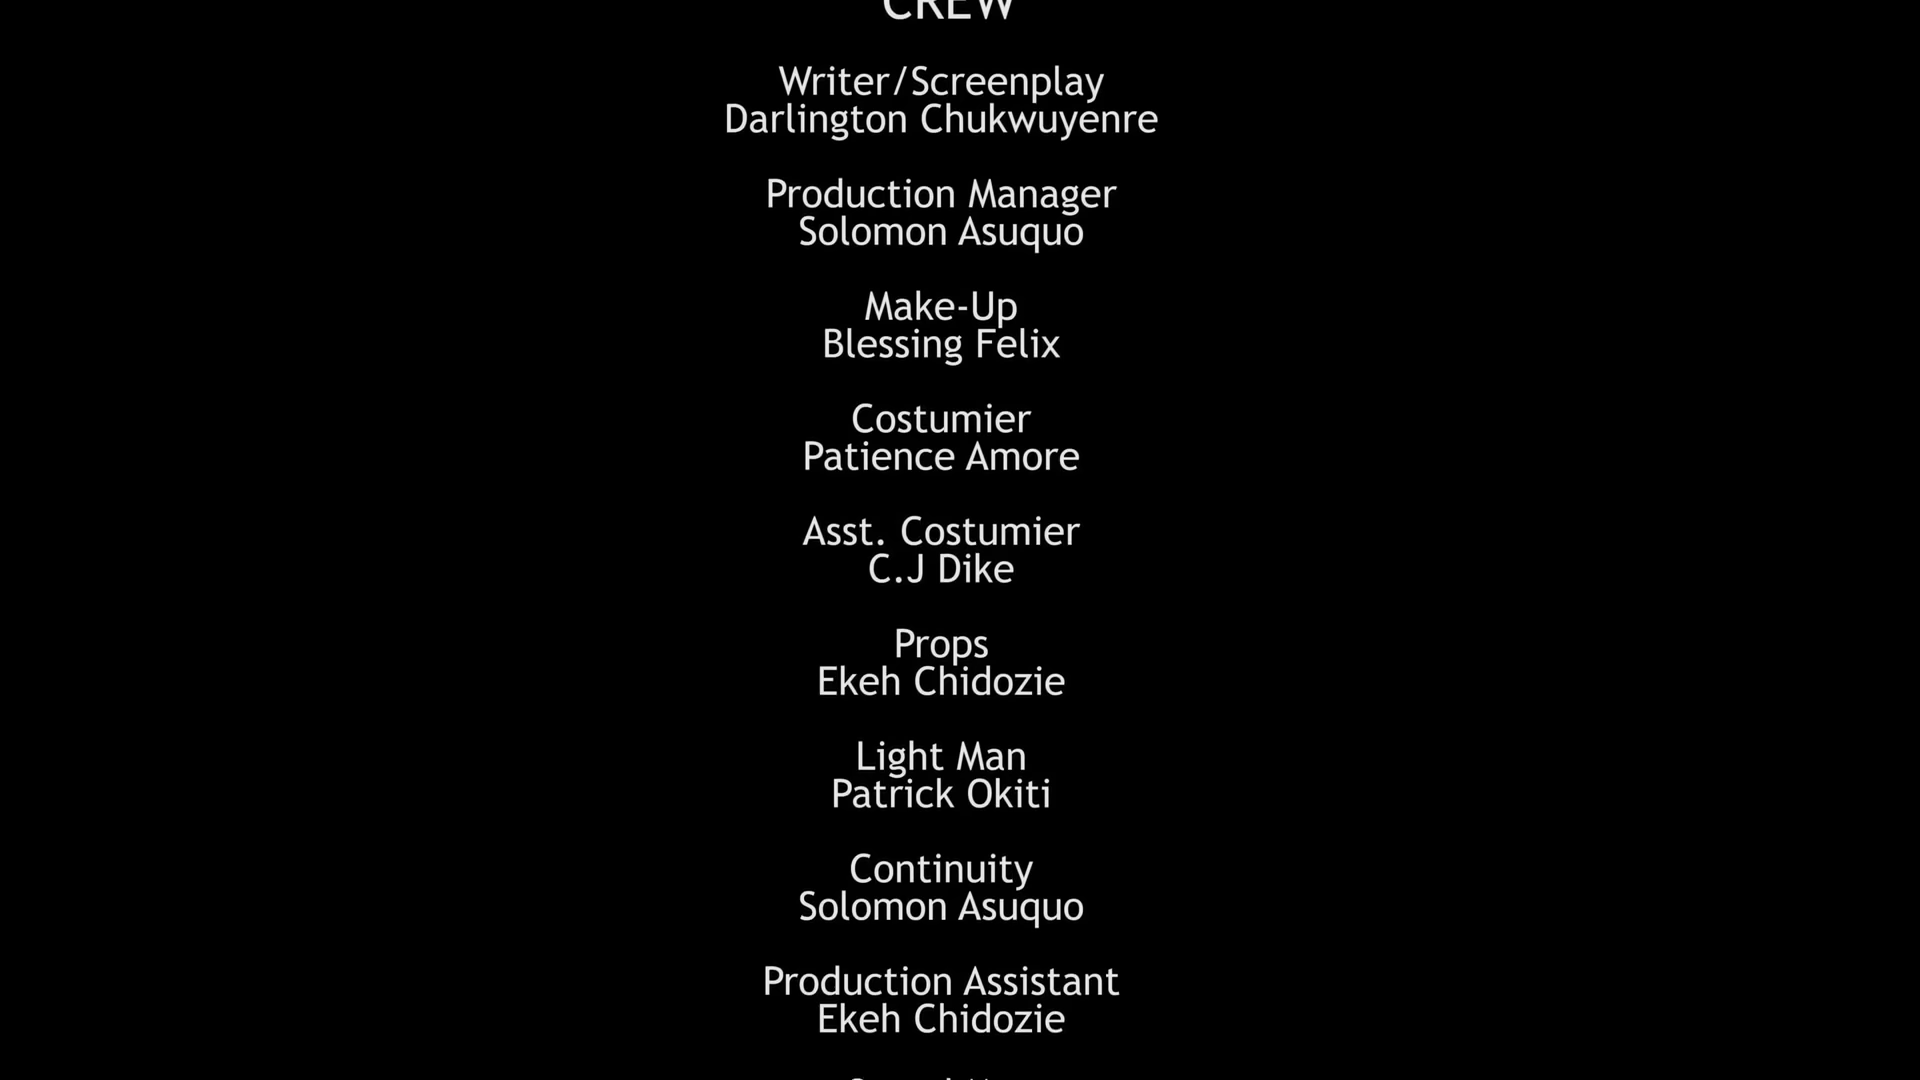 CREW
Writer/Screenplay
Darlington Chukwuyenre
Production Manager
Solomon Asuquo
Make-Up
Blessing Felix
Costumier
Patience Amore
Asst. Costumier
C.J Dike
Props
Ekeh Chidozie
Light Man
Patrick Okiti
Continuity
Solomon Asuquo
Production Assistant
Ekeh Chidozie